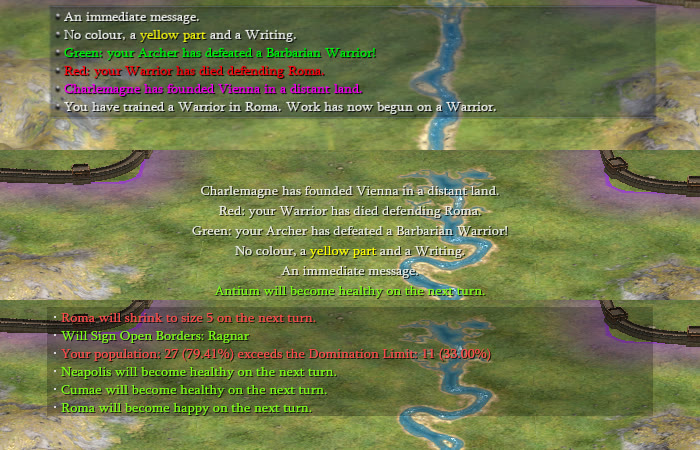 • An immediate message.
• No colour, a yellow part and a Writing.
• Green: your Archer has defeated a Barbarian Warrior!
• Red: your Warrior has died defending Roma.
• Charlemagne has founded Vienna in a distant land.
• You have trained a Warrior in Roma. Work has now begun on a Warrior.
Charlemagne has founded Vienna in a distant land.
Red: your Warrior has died defending Roma.
Green: your Archer has defeated a Barbarian Warrior!
No colour, a yellow part and a Writing.
An immediate message.
Antium will become healthy on the next turn.
· Roma will shrink to size 5 on the next turn.
· Will Sign Open Borders: Ragnar
· Your population: 27 (79.41%) exceeds the Domination Limit: 11 (33.00%)
· Neapolis will become healthy on the next turn.
· Cumae will become healthy on the next turn.
· Roma will become happy on the next turn.